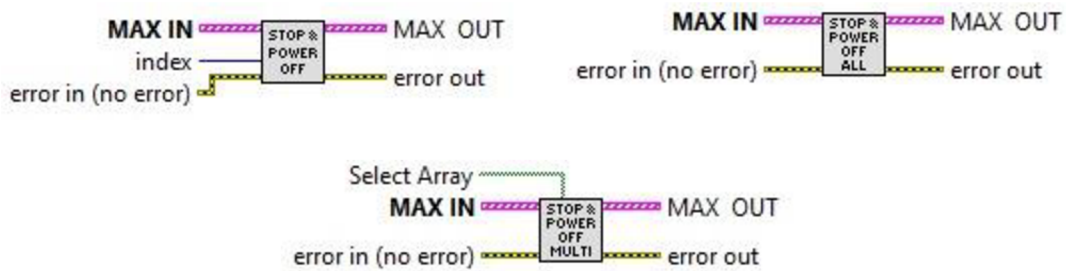 MAX IN
STOP &
POWER
OFF
MAX OUT
index
error in (no error)
error out
MAX IN
STOP &
POWER
OFF
ALL
MAX OUT
error in (no error)
error out
Select Array
MAX IN
STOP &
POWER
OFF
MULTI
MAX OUT
error in (no error)
error out